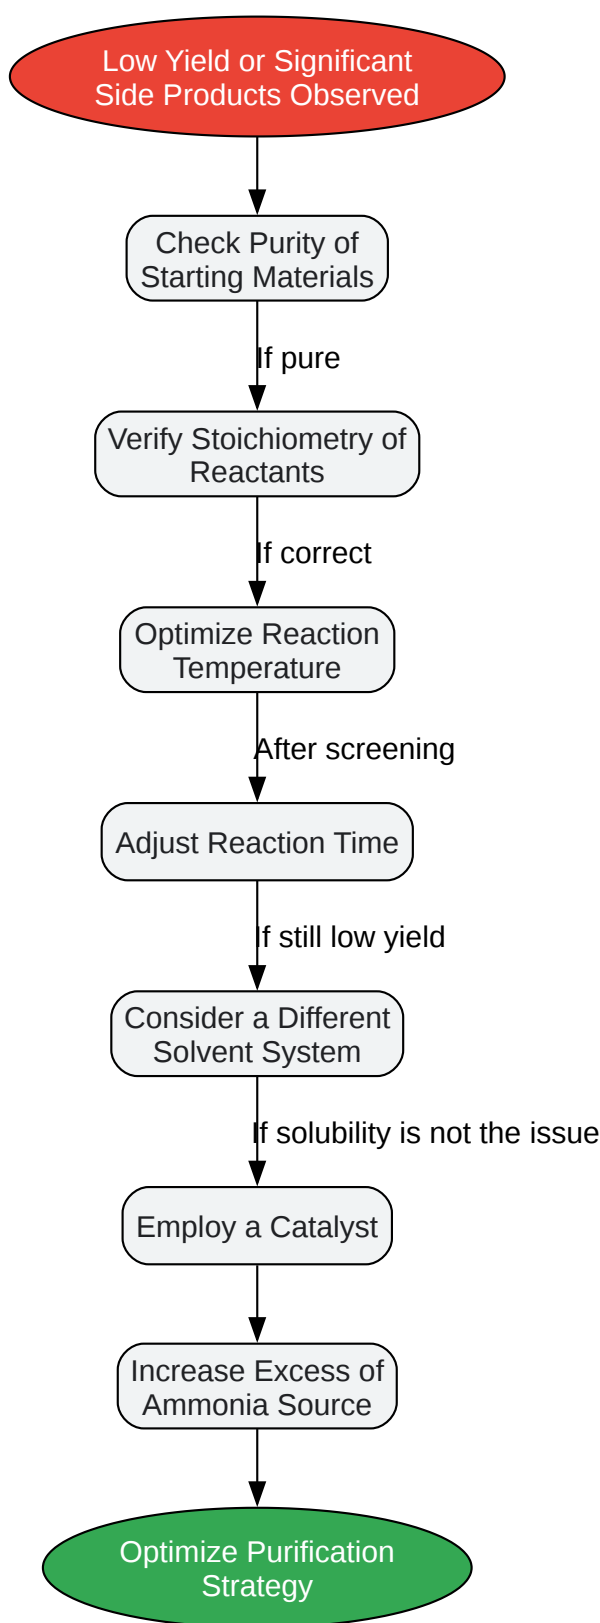 Low Yield or Significant
Side Products Observed
Check Purity of
Starting Materials
If pure
Verify Stoichiometry of
Reactants
If correct
Optimize Reaction
Temperature
After screening
Adjust Reaction Time
If still low yield
Consider a Different
Solvent System
If solubility is not the issue
Employ a Catalyst
Increase Excess of
Ammonia Source
Optimize Purification
Strategy